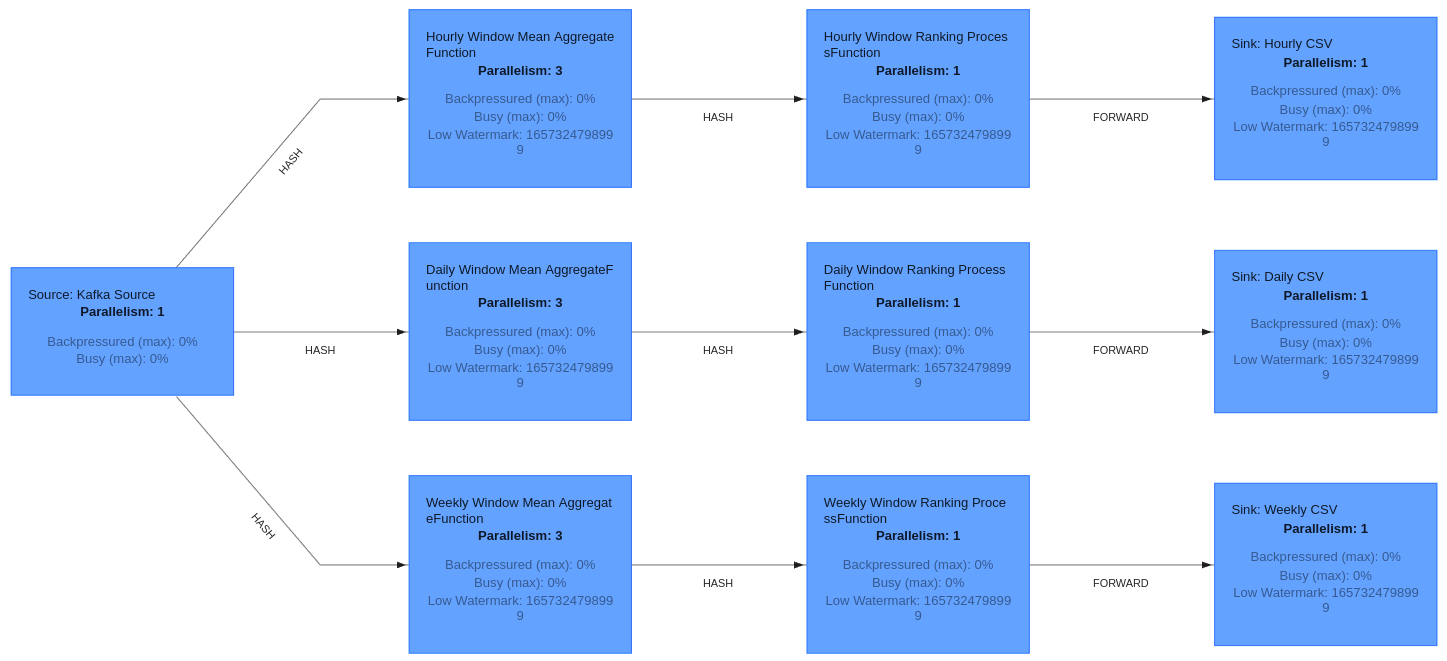 Hourly Window Mean Aggregate
Function
Parallelism: 3
Backpressured (max): 0%
Busy (max): 0%
Low Watermark: 165732479899
9
HASH
Hourly Window Ranking Proces
sFunction
Parallelism: 1
Backpressured (max): 0%
Busy (max): 0%
Low Watermark: 165732479899
9
FORWARD
Sink: Hourly CSV
Parallelism: 1
Backpressured (max): 0%
Busy (max): 0%
Low Watermark: 165732479899
9
HASH
Source: Kafka Source
Parallelism: 1
Backpressured (max): 0%
Busy (max): 0%
HASH
Daily Window Mean AggregateF
unction
Parallelism: 3
Backpressured (max): 0%
Busy (max): 0%
Low Watermark: 165732479899
9
HASH
Daily Window Ranking Process
Function
Parallelism: 1
Backpressured (max): 0%
Busy (max): 0%
Low Watermark: 165732479899
9
FORWARD
Sink: Daily CSV
Parallelism: 1
Backpressured (max): 0%
Busy (max): 0%
Low Watermark: 165732479899
9
HASH
Weekly Window Mean Aggregat
eFunction
Parallelism: 3
Backpressured (max): 0%
Busy (max): 0%
Low Watermark: 165732479899
9
HASH
Weekly Window Ranking Proce
ssFunction
Parallelism: 1
Backpressured (max): 0%
Busy (max): 0%
Low Watermark: 165732479899
9
FORWARD
Sink: Weekly CSV
Parallelism: 1
Backpressured (max): 0%
Busy (max): 0%
Low Watermark: 165732479899
9